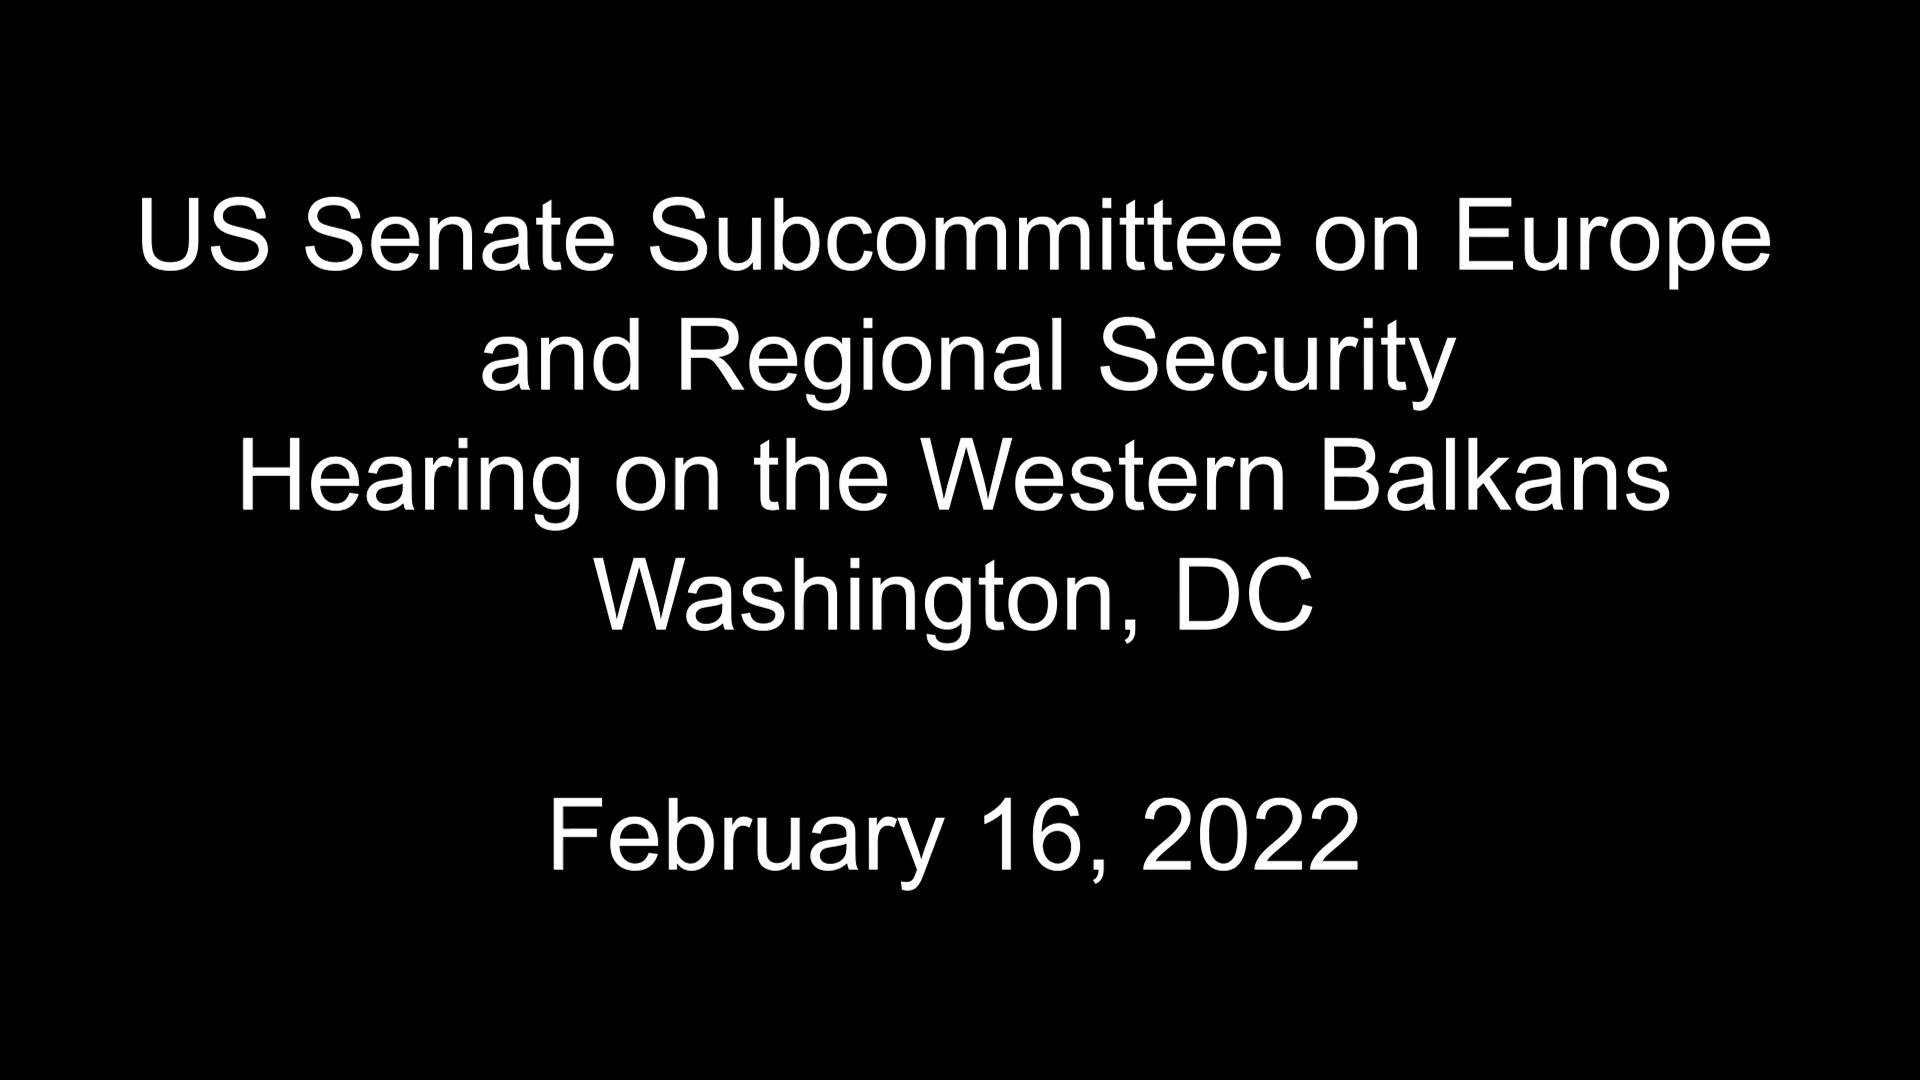 US Senate Subcommittee on Europe
and Regional Security
Hearing on the Western Balkans
Washington, DC
February 16, 2022